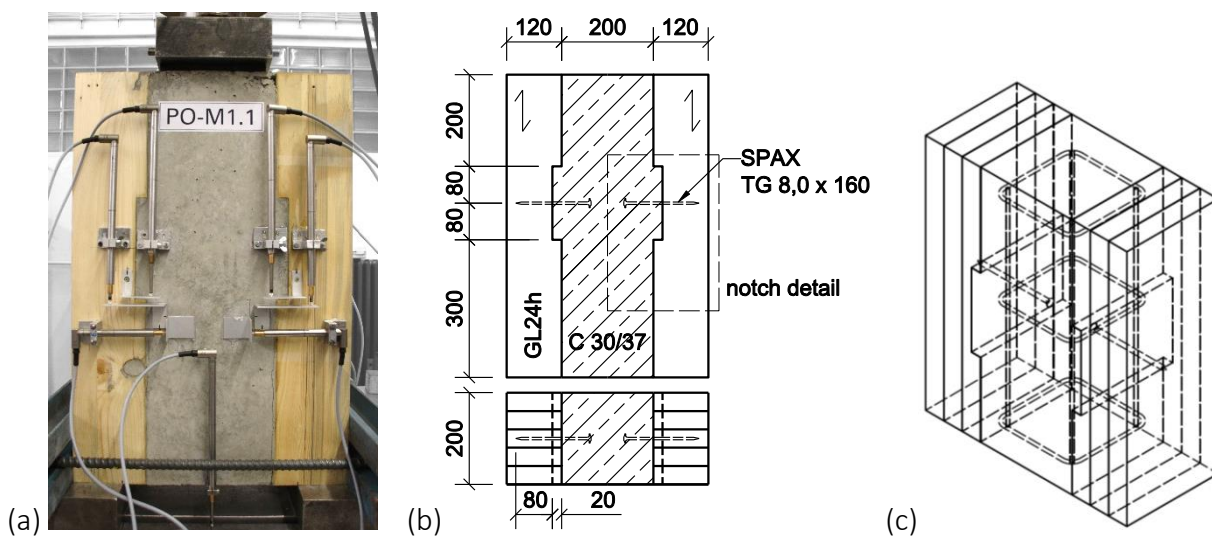 PO-M1.1
(a)
120 200 120
200
80
80
300
SPAX
TG 8,0 x 160
notch detail
GL24h
C 30/37
200
80 20
(b)
(c)